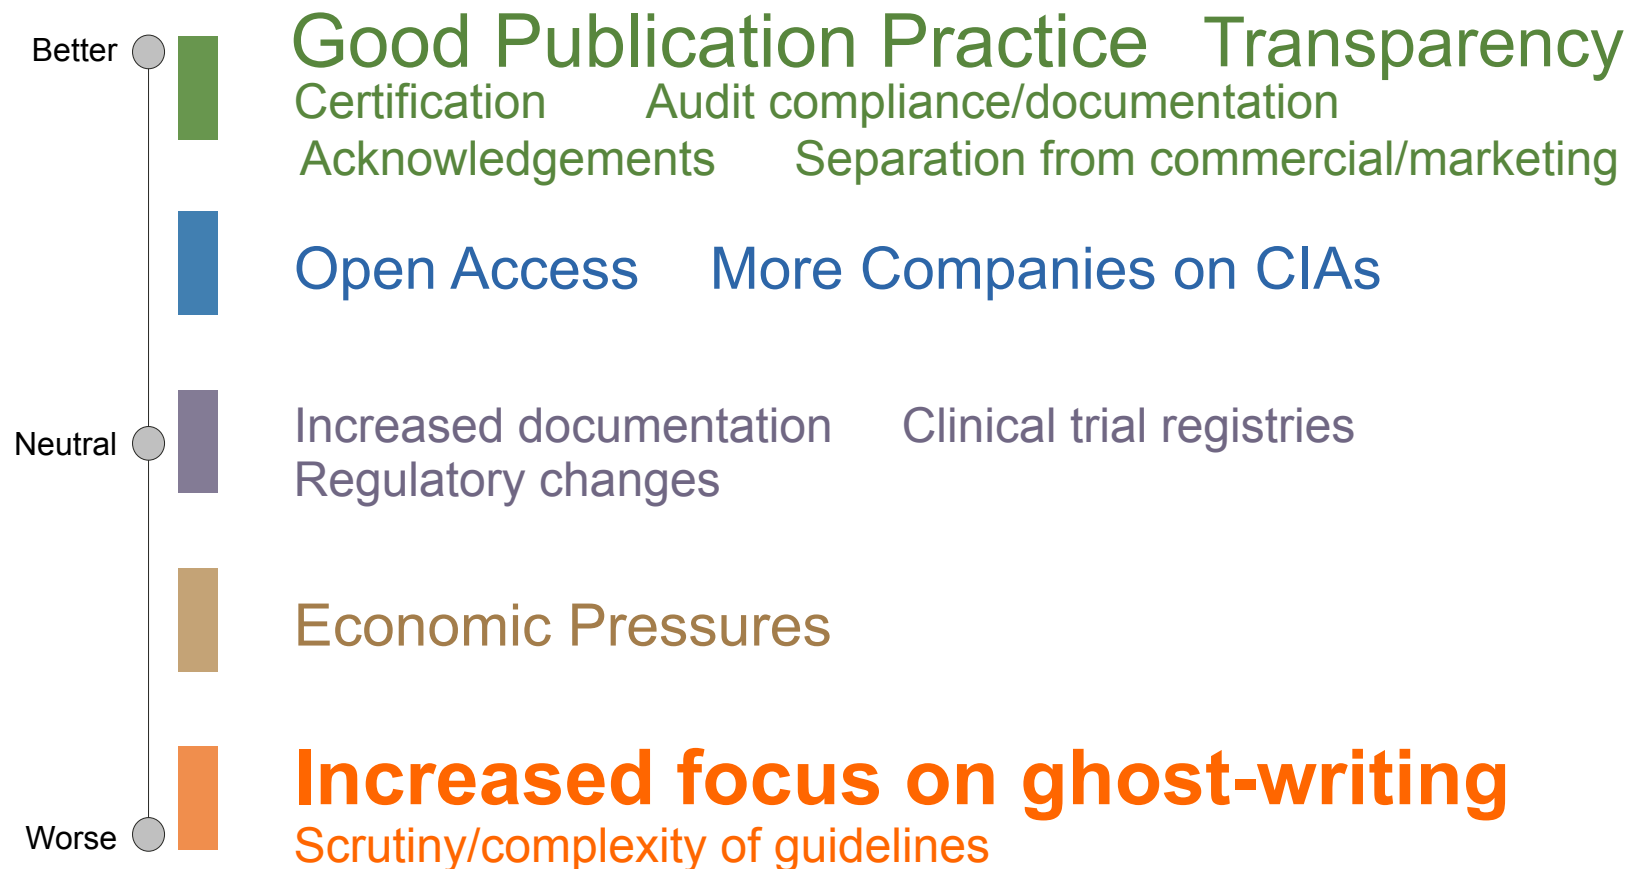 Better
Good Publication Practice Transparency
Certification Audit compliance/documentation
Acknowledgements Separation from commercial/marketing
Open Access More Companies on CIAs
Neutral
Increased documentation Clinical trial registries
Regulatory changes
Economic Pressures
Increased focus on ghost-writing
Worse
Scrutiny/complexity of guidelines